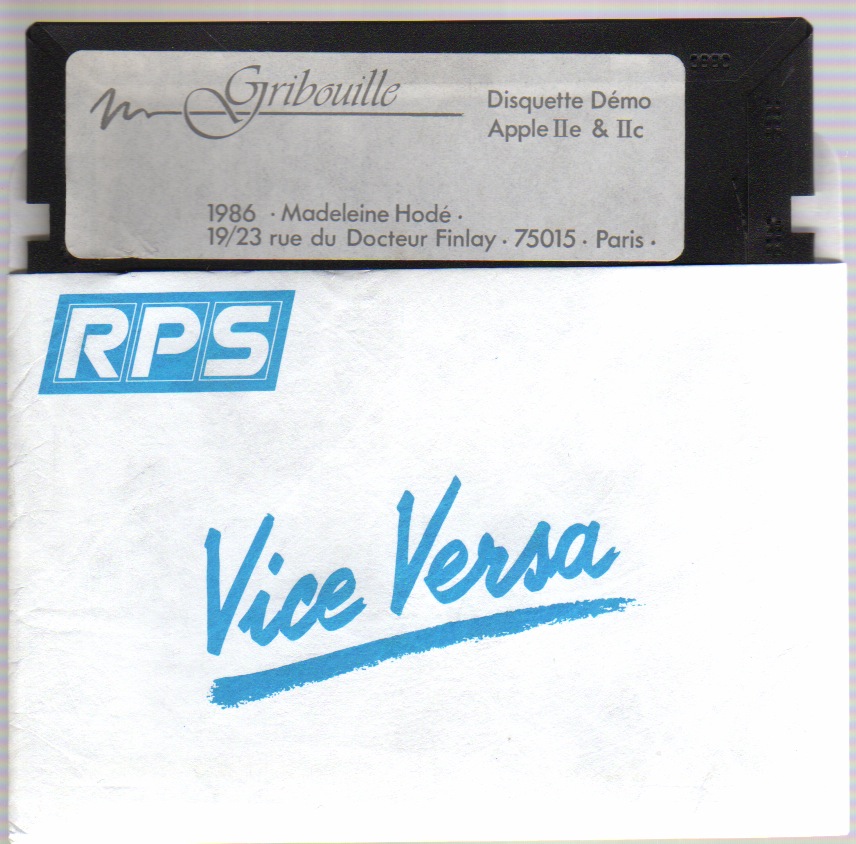 Gribouille
Disquette Démo
Apple IIe & IIc
1986 · Madeleine Hodé ·
19/23 rue du Docteur Finlay · 75015 · Paris ·
RPS
Vice Versa